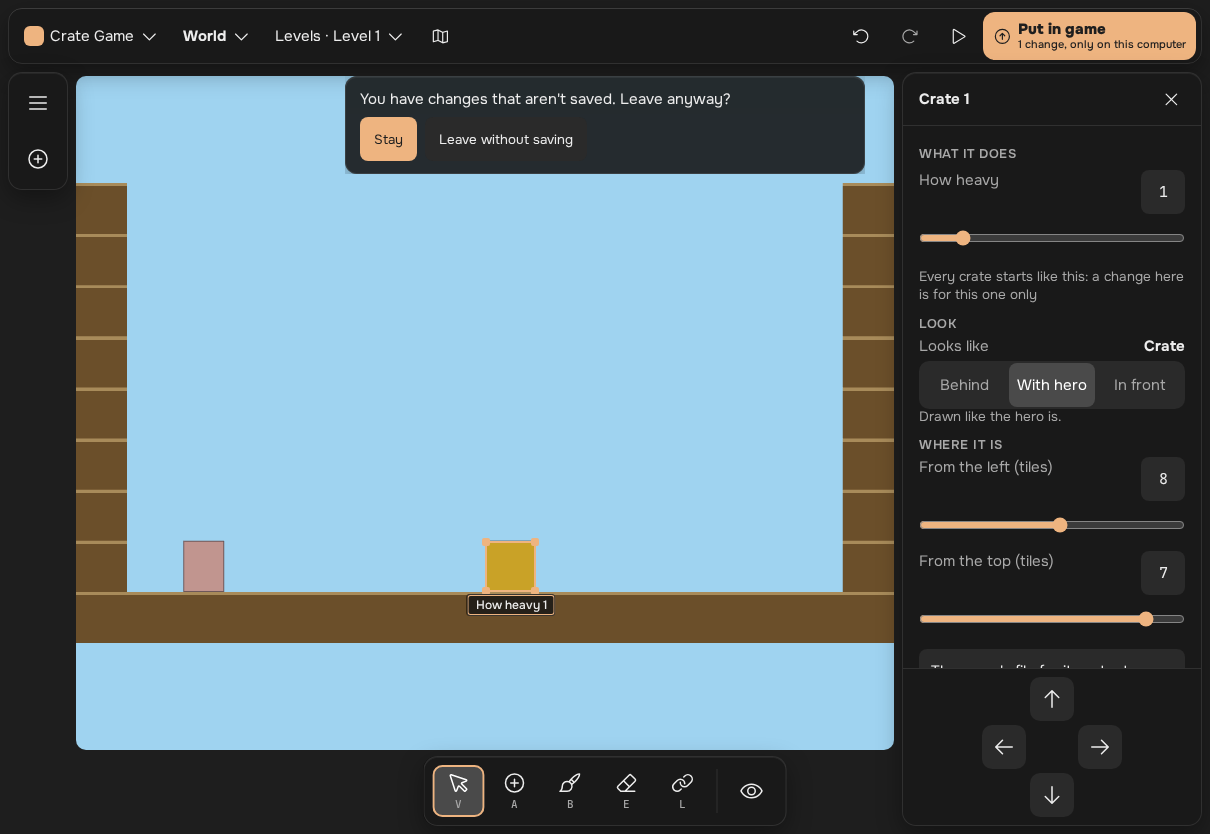 Crate Game
World
Levels · Level 1
Put in game
1 change, only on this computer
You have changes that aren't saved. Leave anyway?
Stay
Leave without saving
Crate 1
WHAT IT DOES
How heavy
1
Every crate starts like this: a change here
is for this one only
LOOK
Looks like
Crate
Behind
With hero
In front
Drawn like the hero is.
WHERE IT IS
From the left (tiles)
8
From the top (tiles)
7
How heavy 1
V
A
B
E
L